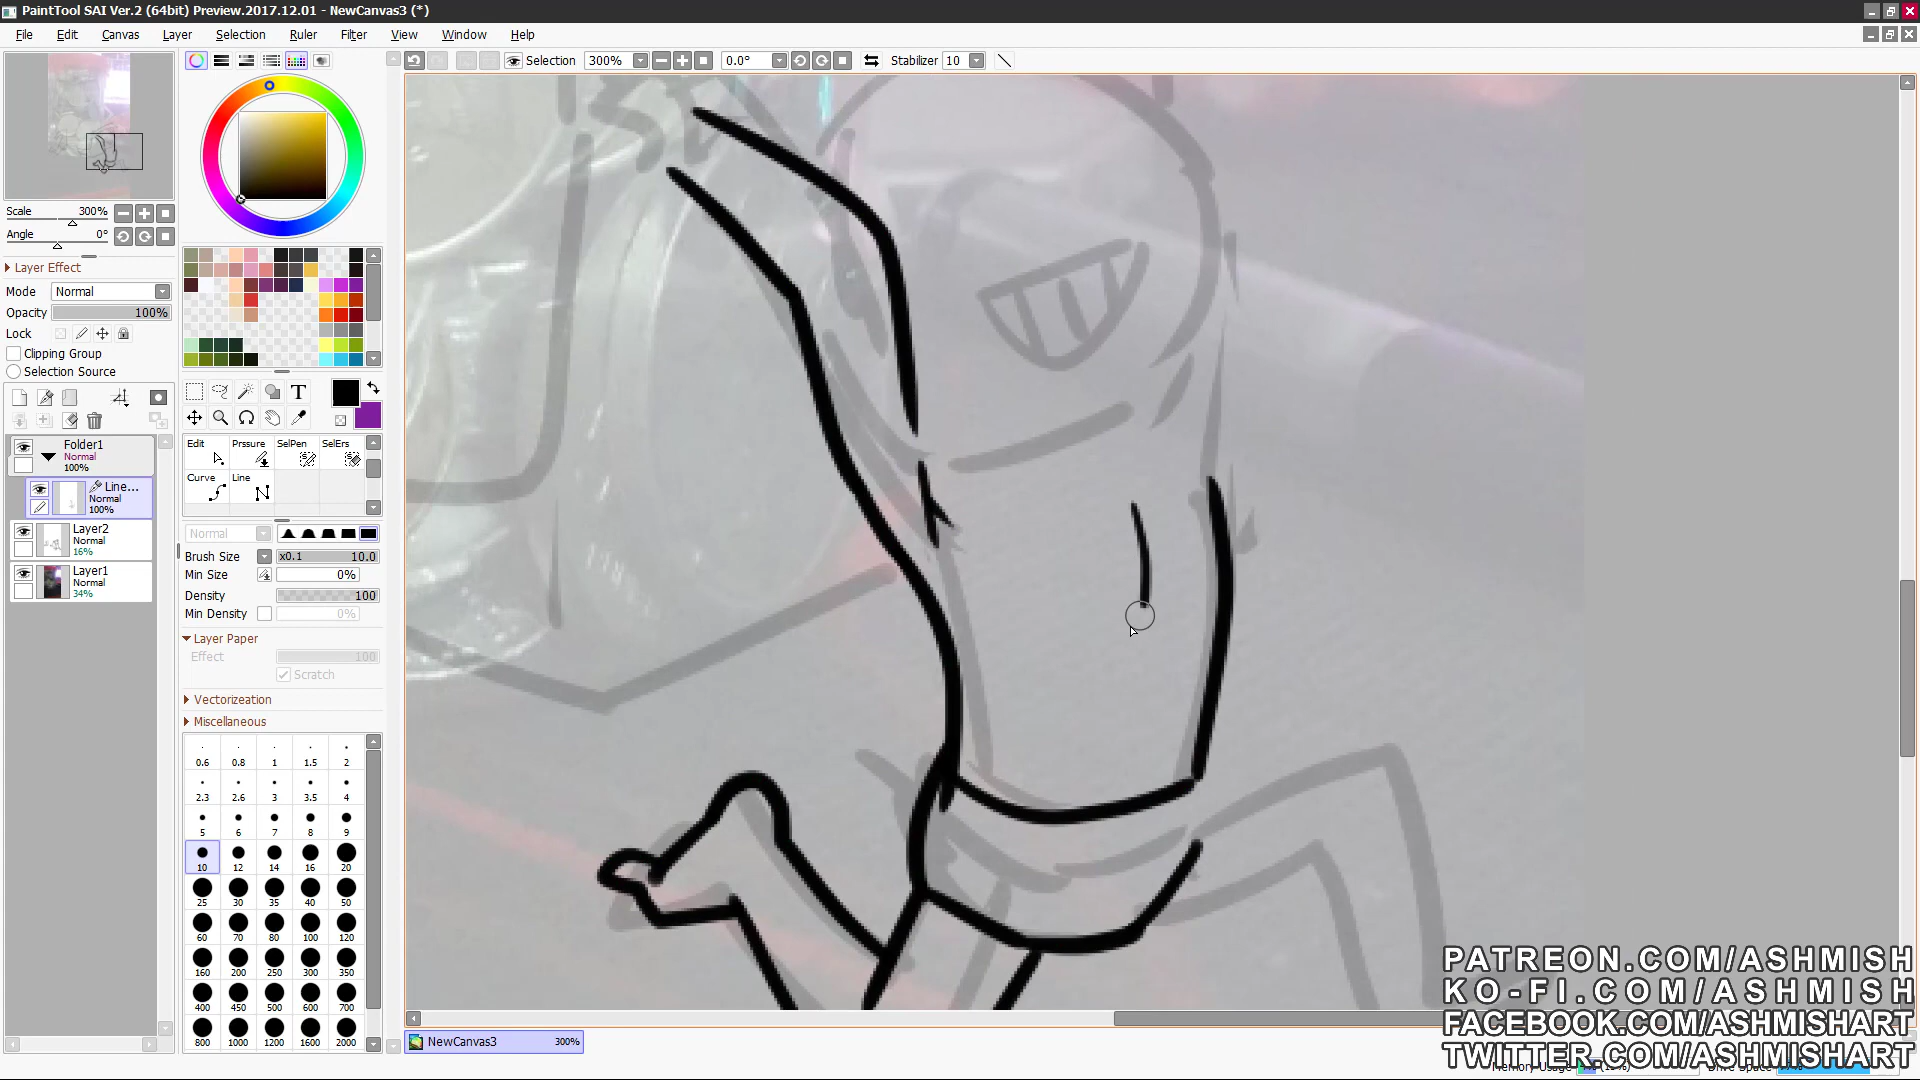 PaintTool SAI Ver.2 (64bit) Preview.2017.12.01 - NewCanvas3 (*)
File Edit Canvas Layer Selection Ruler Filter View Window Help
Selection 300% 0.0° Stabilizer 10
Scale 300%
Angle 0°
Layer Effect
Mode Normal
Opacity 100%
Lock
Clipping Group
Selection Source
Folder1
Normal
100%
Line...
Normal
100%
Layer2
Normal
16%
Layer1
Normal
34%
T
Edit Prssure SelPen SelErs
Curve Line
Normal
Brush Size x0.1 10.0
Min Size 0%
Density 100
Min Density 0%
Layer Paper
Effect 100
Scratch
Vectorizeation
Miscellaneous
0.6 0.8 1 1.5 2
2.3 2.6 3 3.5 4
5 6 7 8 9
10 12 14 16 20
25 30 35 40 50
60 70 80 100 120
160 200 250 300 350
400 450 500 600 700
800 1000 1200 1600 2000
NewCanvas3 300%
PATREON.COM/ASHMISH
KO-FI.COM/ASHMISH
FACEBOOK.COM/ASHMISHART
TWITTER.COM/ASHMISHART